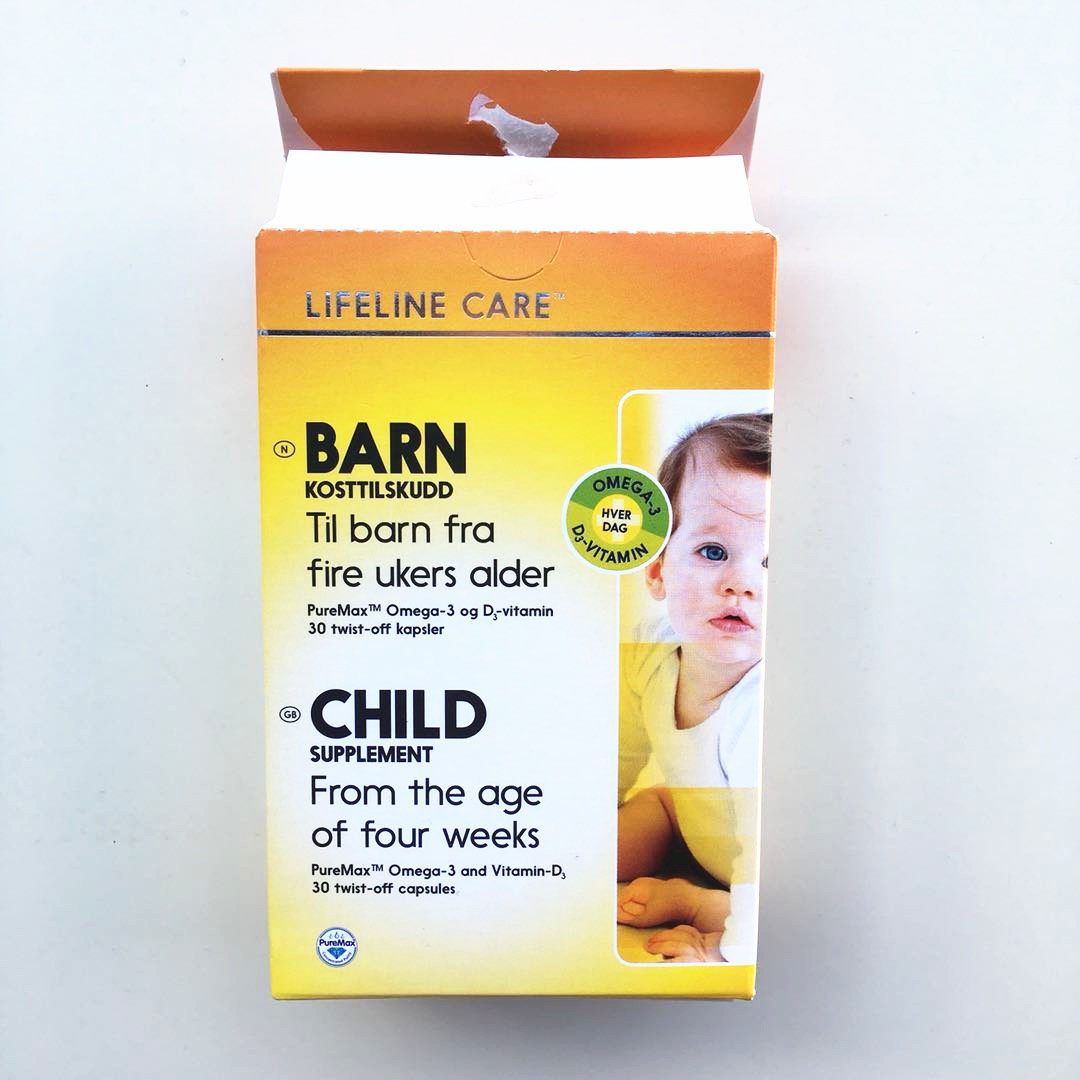 LIFELINE CARE™
N
BARN
KOSTTILSKUDD
Til barn fra
fire ukers alder
PureMax™ Omega-3 og D₃-vitamin
30 twist-off kapsler
OMEGA-3
HVER
DAG
D₃-VITAMIN
GB
CHILD
SUPPLEMENT
From the age
of four weeks
PureMax™ Omega-3 and Vitamin-D₃
30 twist-off capsules
PureMax